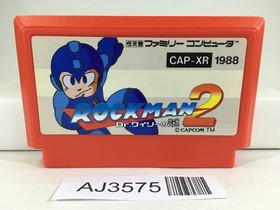 任天堂 ファミリー コンピュータ
CAP-XR 1988
ROCKMAN 2
Dr.ワイリーの謎
©CAPCOM TM
AJ3575